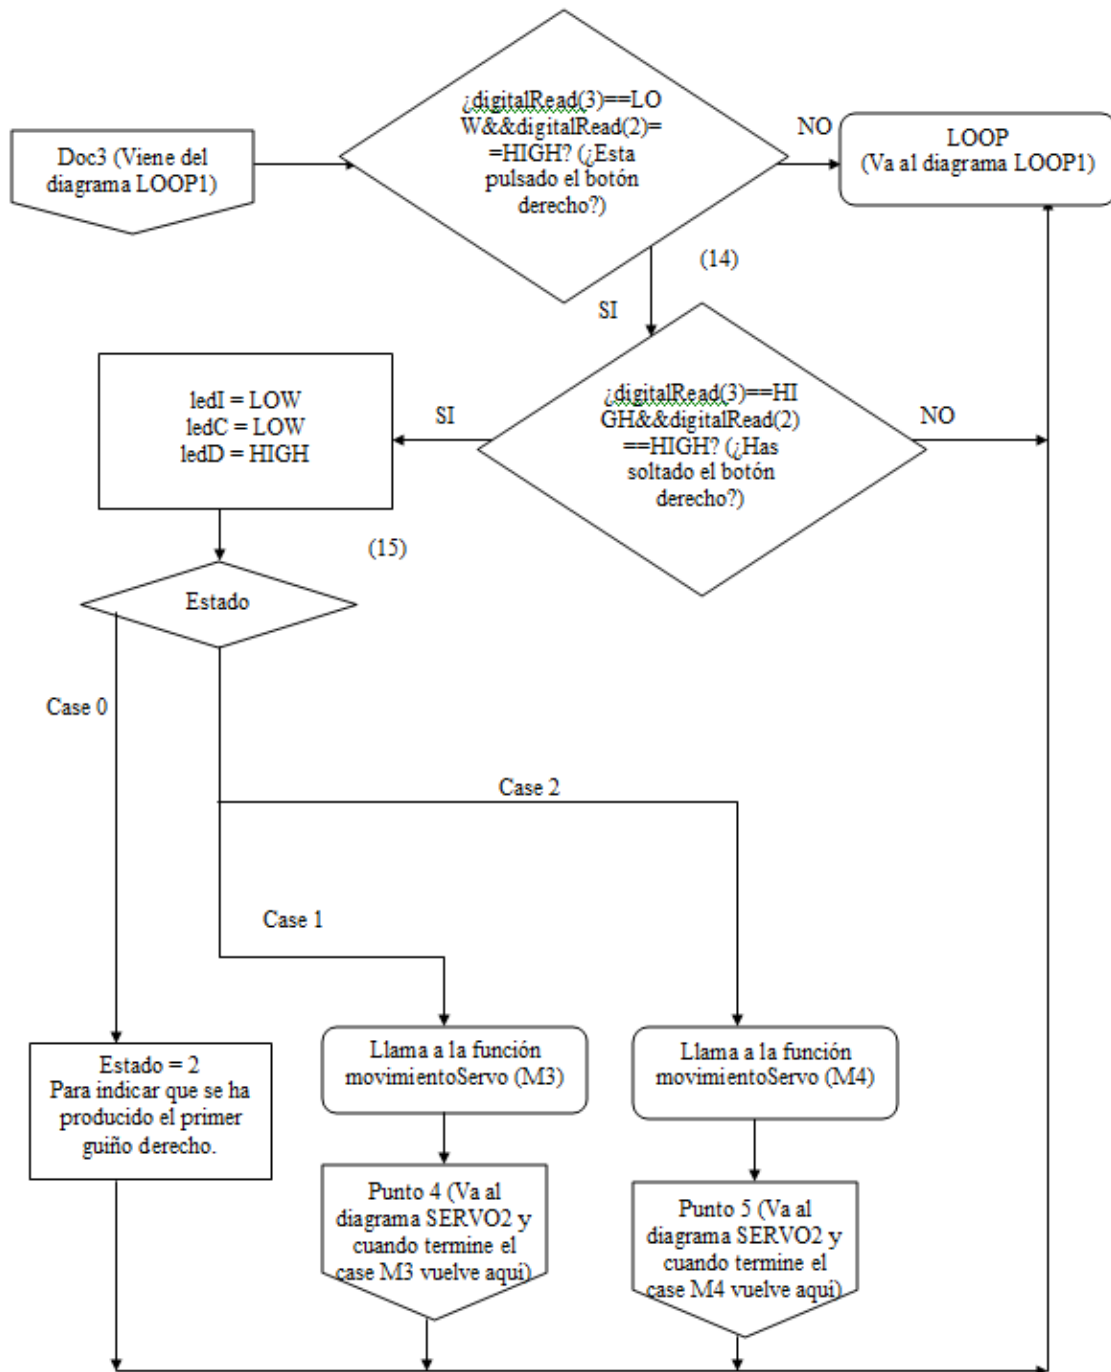 ¿digitalRead(3)==LO
W&&digitalRead(2)=
=HIGH? (¿Esta
pulsado el botón
derecho?)
NO
LOOP
(Va al diagrama LOOP1)
Doc3 (Viene del
diagrama LOOP1)
(14)
SI
¿digitalRead(3)==HI
GH&&digitalRead(2)
==HIGH? (¿Has
soltado el botón
derecho?)
SI
NO
ledI = LOW
ledC = LOW
ledD = HIGH
(15)
Estado
Case 0
Case 2
Case 1
Estado = 2
Para indicar que se ha
producido el primer
guiño derecho.
Llama a la función
movimientoServo (M3)
Llama a la función
movimientoServo (M4)
Punto 4 (Va al
diagrama SERVO2 y
cuando termine el
case M3 vuelve aquí)
Punto 5 (Va al
diagrama SERVO2 y
cuando termine el
case M4 vuelve aquí)